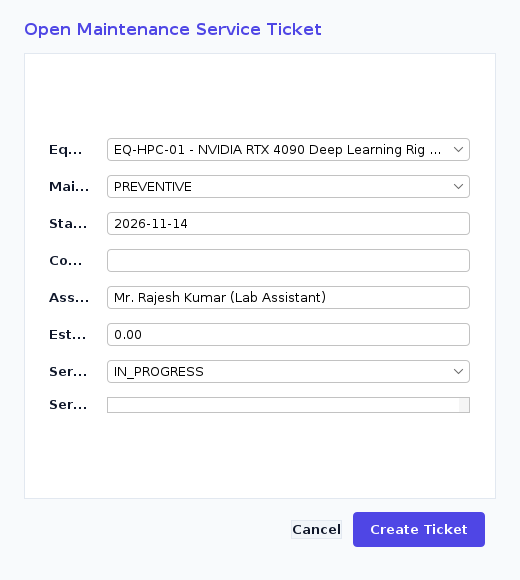 Open Maintenance Service Ticket
Eq... EQ-HPC-01 - NVIDIA RTX 4090 Deep Learning Rig ...
Mai... PREVENTIVE
Sta... 2026-11-14
Co...
Ass... Mr. Rajesh Kumar (Lab Assistant)
Est... 0.00
Ser... IN_PROGRESS
Ser...
Cancel Create Ticket